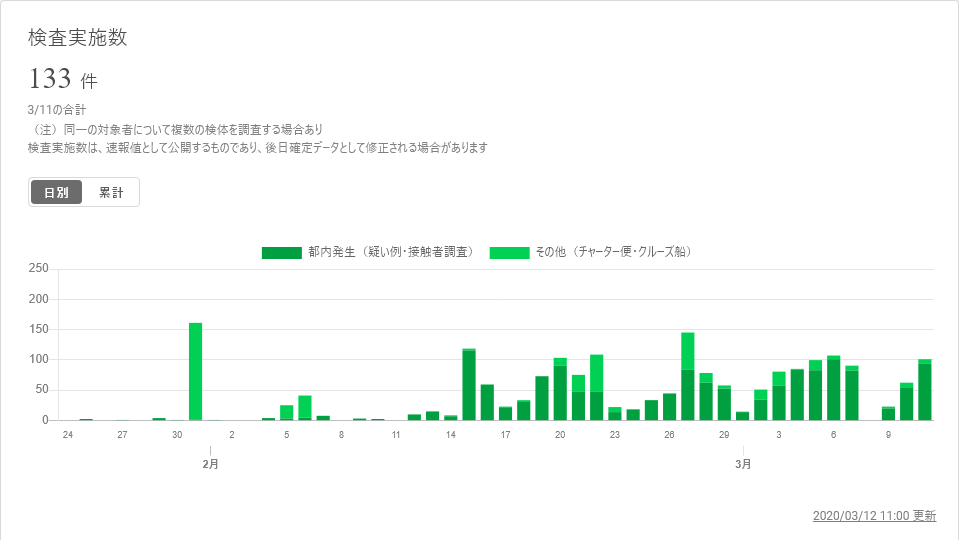 検査実施数
133 件
3/11の合計
（注）同一の対象者について複数の検体を調査する場合あり
検査実施数は、速報値として公開するものであり、後日確定データとして修正される場合があります
日別 累計
都内発生（疑い例・接触者調査） その他（チャーター便・クルーズ船）
250
200
150
100
50
0
24 27 30 2 5 8 11 14 17 20 23 26 29 3 6 9
2月 3月
2020/03/12 11:00 更新